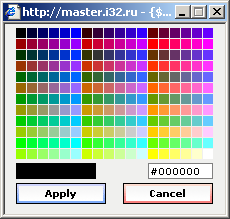 http://master.i32.ru - {$...
#000000
Apply
Cancel